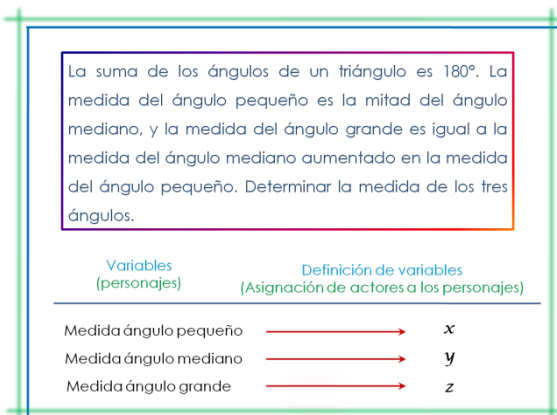 La suma de los ángulos de un triángulo es 180°. La
medida del ángulo pequeño es la mitad del ángulo
mediano, y la medida del ángulo grande es igual a la
medida del ángulo mediano aumentado en la medida
del ángulo pequeño. Determinar la medida de los tres
ángulos.
Variables
(personajes)
Definición de variables
(Asignación de actores a los personajes)
Medida ángulo pequeño x
Medida ángulo mediano y
Medida ángulo grande z